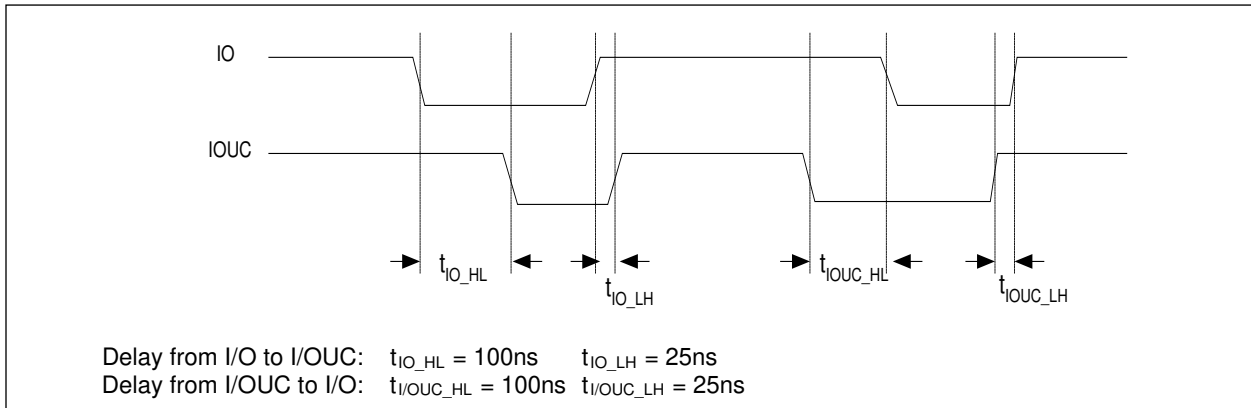 IO
IOUC
tIO_HL
tIO_LH
tIOUC_HL
tIOUC_LH
Delay from I/O to I/OUC: tIO_HL = 100ns tIO_LH = 25ns
Delay from I/OUC to I/O: tI/OUC_HL = 100ns tI/OUC_LH = 25ns